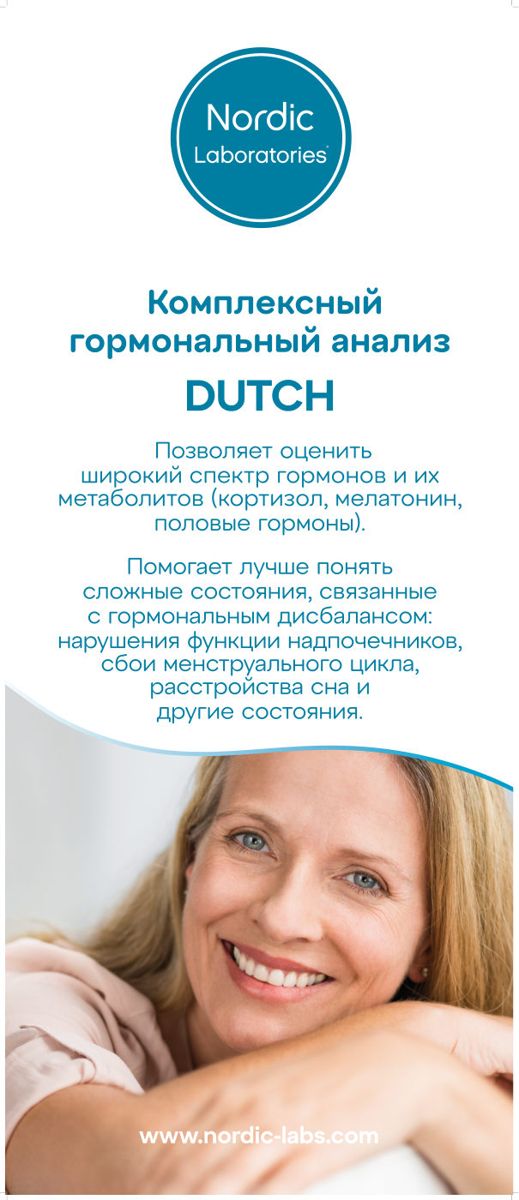 Nordic
Laboratories
Комплексный
гормональный анализ
DUTCH
Позволяет оценить
широкий спектр гормонов и их
метаболитов (кортизол, мелатонин,
половые гормоны).
Помогает лучше понять
сложные состояния, связанные
с гормональным дисбалансом:
нарушения функции надпочечников,
сбои менструального цикла,
расстройства сна и
другие состояния.
www.nordic-labs.com